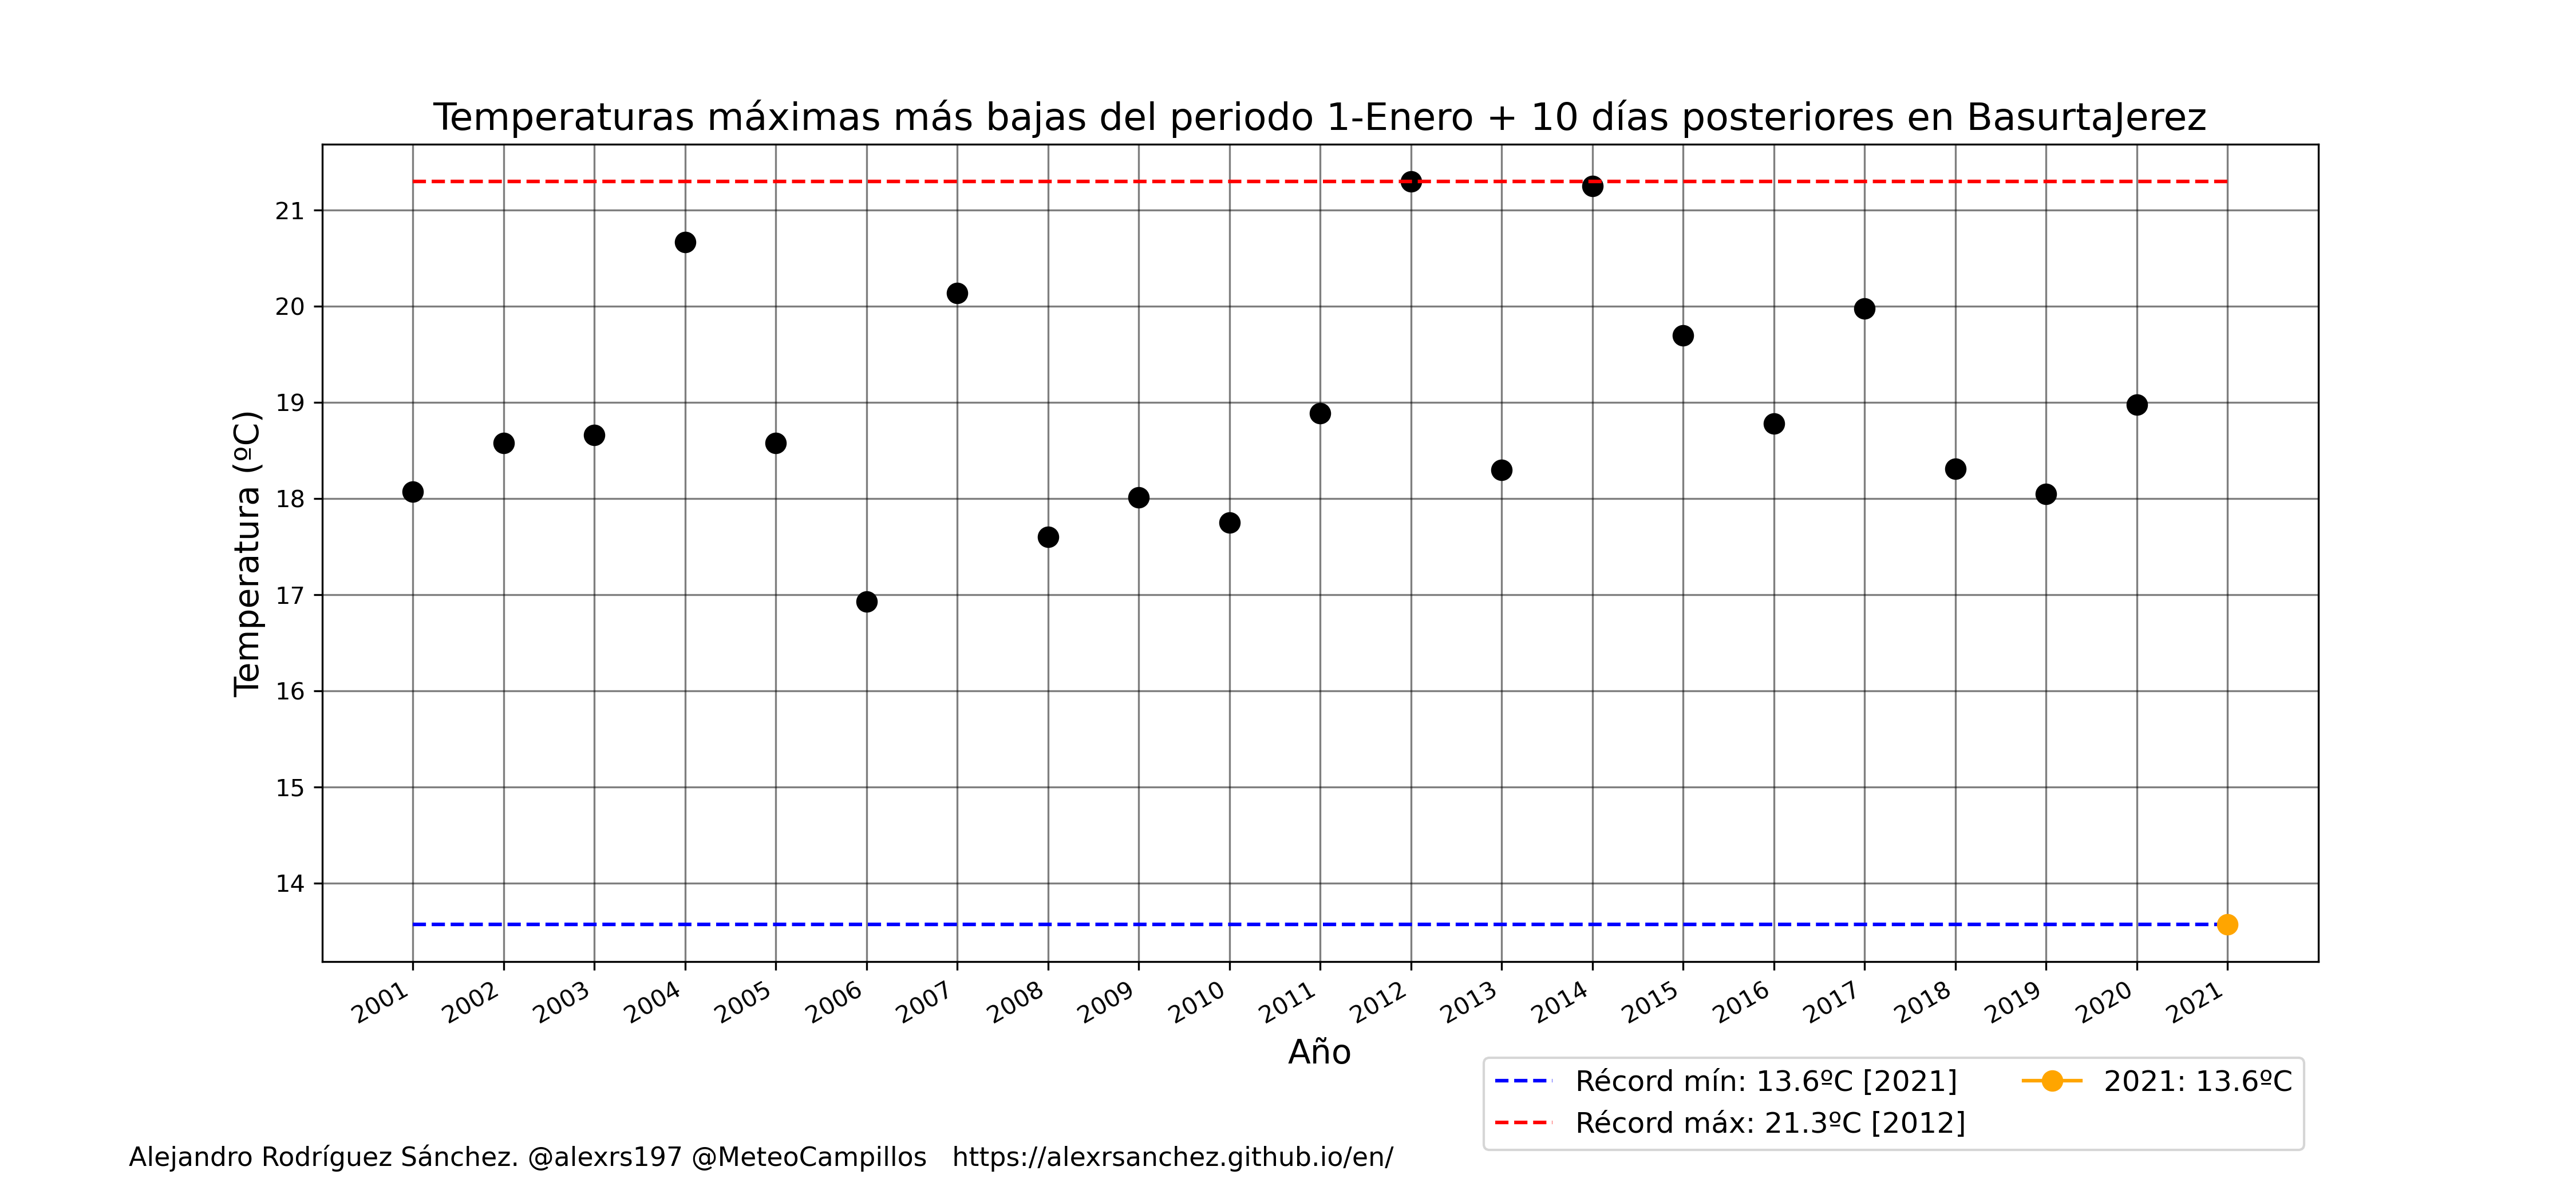 Temperaturas máximas más bajas del periodo 1-Enero + 10 días posteriores en BasurtaJerez
Temperatura (ºC)
21
20
19
18
17
16
15
14
2001 2002 2003 2004 2005 2006 2007 2008 2009 2010 2011 2012 2013 2014 2015 2016 2017 2018 2019 2020 2021
Año
Récord mín: 13.6ºC [2021]
Récord máx: 21.3ºC [2012]
2021: 13.6ºC
Alejandro Rodríguez Sánchez. @alexrs197 @MeteoCampillos https://alexrsanchez.github.io/en/